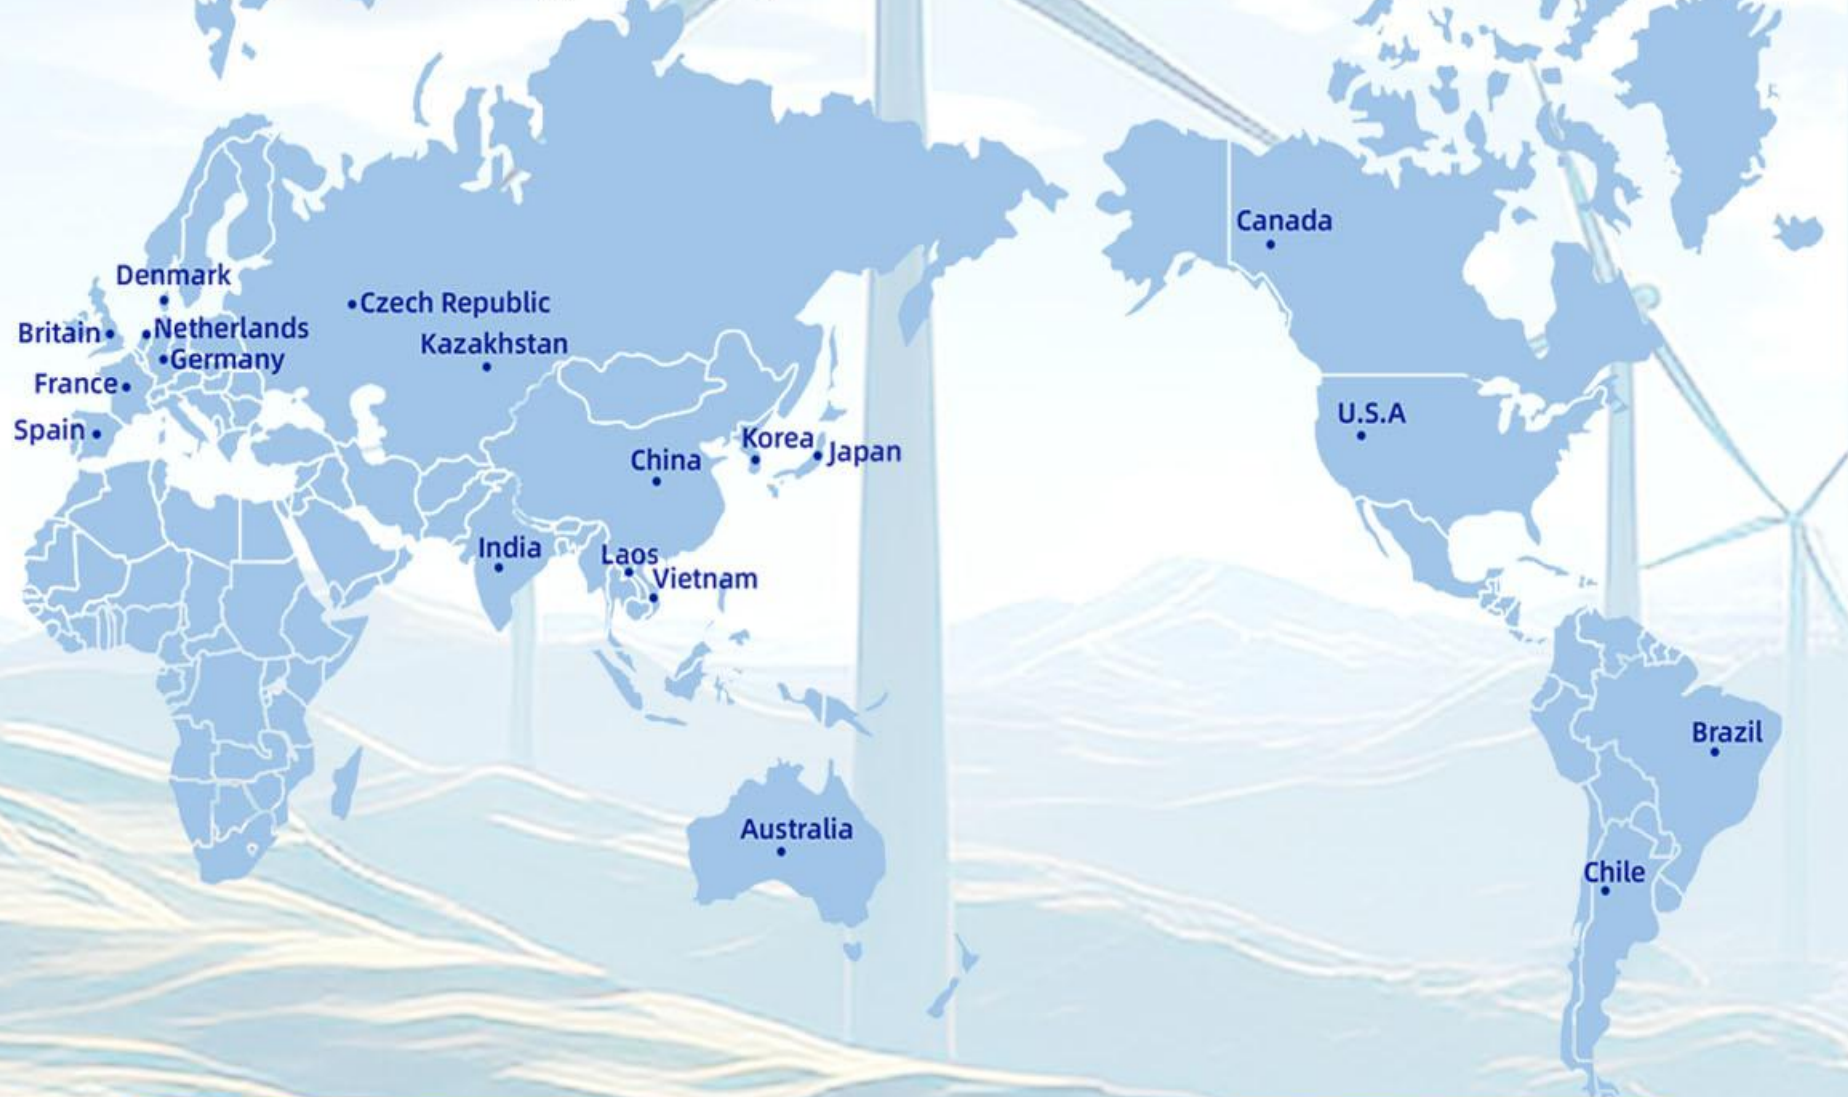 Canada
Denmark
Czech Republic
Britain
Netherlands
Kazakhstan
Germany
France
U.S.A
Spain
Korea
Japan
China
India
Laos
Vietnam
Brazil
Australia
Chile